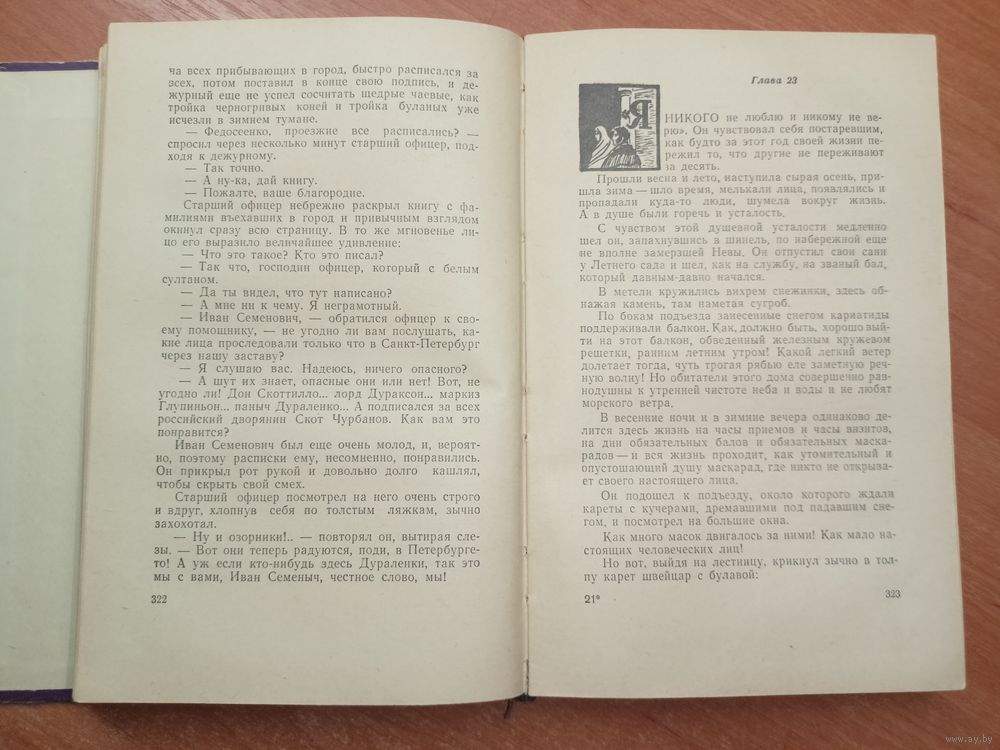 ча всех прибывающих в город, быстро расписался за
всех, потом поставил в конце свою подпись, и де-
журный еще не успел сосчитать щедрые чаевые, как
тройка черногривых коней и тройка буланых уже
исчезли в зимнем тумане.
— Федосеенко, проезжие все расписались? —
спросил через несколько минут старший офицер, под-
ходя к дежурному.
— Так точно.
— А ну-ка, дай книгу.
— Пожалте, ваше благородне.
Старший офицер небрежно раскрыл книгу с фа-
милиями въехавших в город и привычным взглядом
окинул сразу всю страницу. В то же мгновенье ли-
цо его выразило величайшее удивление:
— Что это такое? Кто это писал?
— Так что, господин офицер, который с белым
султаном.
— Да ты видел, что тут написано?
— А мне ни к чему. Я неграмотный.
— Иван Семенович, — обратился офицер к сво-
ему помощнику, — не угодно ли вам послушать, ка-
кие лица проследовали только что в Санкт-Петербург
через нашу заставу?
— Я слушаю вас. Надеюсь, ничего опасного?
— А шут их знает, опасные они или нет! Вот, не
угодно ли! Дон Скоттилло... лорд Дураксон... маркиз
Глупиньон... паныч Дураленко... А подписался за всех
российский дворянин Скот Чурбанов. Как вам это
понравится?
Иван Семенович был еще очень молод, и, вероят-
но, поэтому расписки ему, несомненно, понравились.
Он прикрыл рот рукой и довольно долго кашлял,
чтобы скрыть свой смех.
Старший офицер посмотрел на него очень строго
и вдруг, хлопнув себя по толстым ляжкам, зычно
захохотал.
— Ну и озорники!.. — повторял он, вытирая сле-
зы. — Вот они теперь радуются, поди, в Петербурге-
то! А уж если кто-нибудь здесь Дураленки, так это
мы с вами, Иван Семеныч, честное слово, мы!
322
Глава 23
«Я НИКОГО не люблю и никому не ве-
рю». Он чувствовал себя постаревшим,
как будто за этот год своей жизни пе-
режил то, что другие не переживают
за десять.
Прошли весна и лето, наступила сырая осень, при-
шла зима — шло время, мелькали лица, появлялись и
пропадали куда-то люди, шумела вокруг жизнь.
А в душе были горечь и усталость.
С чувством этой душевной усталости медленно
шел он, запахнувшись в шинель, по набережной еще
не вполне замерзшей Невы. Он отпустил свои сани
у Летнего сада и шел, как на службу, на званый бал,
который давным-давно начался.
В метели кружились вихрем снежинки, здесь об-
нажая камень, там наметая сугроб.
По бокам подъезда занесенные снегом кариатиды
поддерживали балкон. Как, должно быть, хорошо вый-
ти на этот балкон, обведенный железным кружевом
решетки, ранним летним утром! Какой легкий ветер
долетает тогда, чуть трогая рябью еле заметную реч-
ную волну! Но обитатели этого дома совершенно рав-
нодушны к утренней чистоте неба и воды и не любят
морского ветра.
В весенние ночи и в зимние вечера одинаково де-
лится здесь жизнь на часы приемов и часы визитов,
на дни обязательных балов и обязательных маска-
радов — и вся жизнь проходит, как утомительный и
опустошающий душу маскарад, где никто не открыва-
ет своего настоящего лица.
Он подошел к подъезду, около которого ждали
кареты с кучерами, дремавшими под падавшим сне-
гом, и посмотрел на большие окна.
Как много масок двигалось за ними! Как мало на-
стоящих человеческих лиц!
Но вот, выйдя на лестницу, крикнул зычно в тол-
пу карет швейцар с булавой:
21*
323
www.ay.by